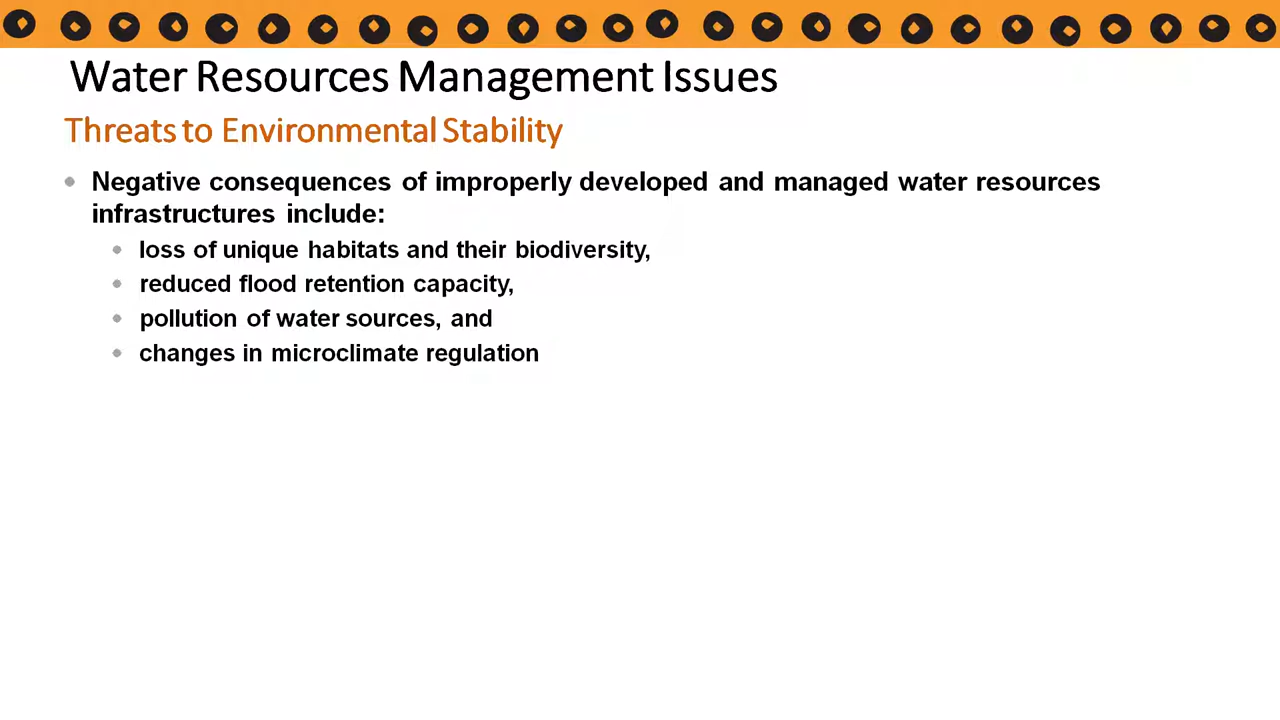 Water Resources Management Issues
Threats to Environmental Stability
• Negative consequences of improperly developed and managed water resources
infrastructures include:
• loss of unique habitats and their biodiversity,
• reduced flood retention capacity,
• pollution of water sources, and
• changes in microclimate regulation